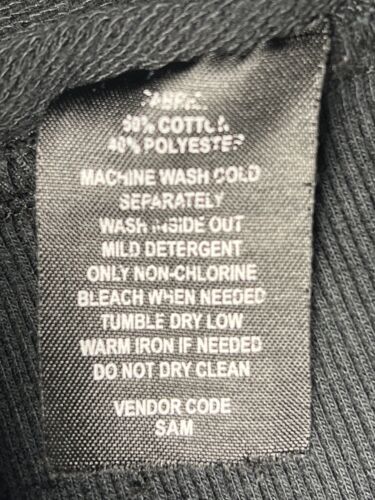 FABRIC:
60% COTTON
40% POLYESTER
MACHINE WASH COLD
SEPARATELY
WASH INSIDE OUT
MILD DETERGENT
ONLY NON-CHLORINE
BLEACH WHEN NEEDED
TUMBLE DRY LOW
WARM IRON IF NEEDED
DO NOT DRY CLEAN
VENDOR CODE
SAM